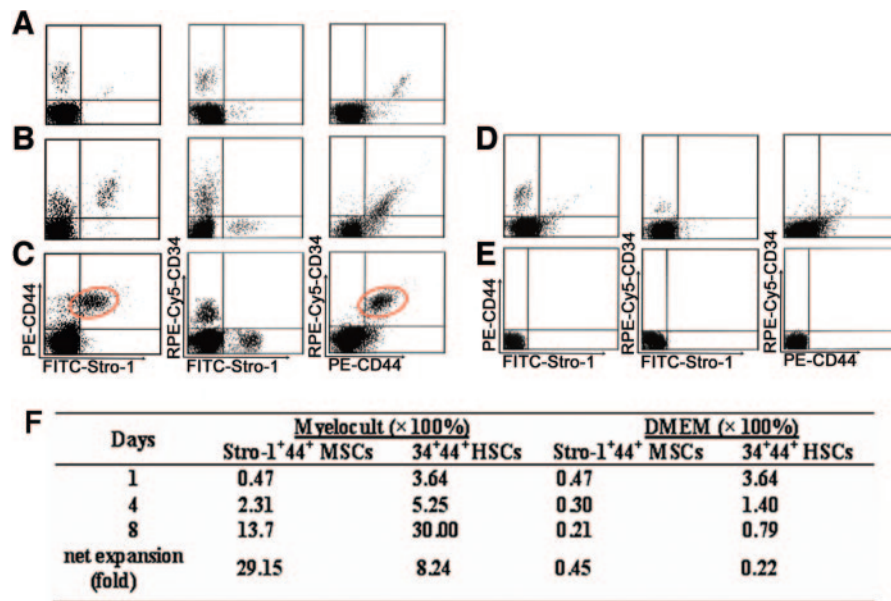 A
B
C
D
E
PE-CD44
FITC-Stro-1
RPE-Cy5-CD34
FITC-Stro-1
RPE-Cy5-CD34
PE-CD44
PE-CD44
FITC-Stro-1
RPE-Cy5-CD34
FITC-Stro-1
RPE-Cy5-CD34
PE-CD44
F
Days Myelocult (×100%) DMEM (×100%)
Stro-1⁺44⁺ MSCs 34⁺44⁺ HSCs Stro-1⁺44⁺ MSCs 34⁺44⁺ HSCs
1 0.47 3.64 0.47 3.64
4 2.31 5.25 0.30 1.40
8 13.7 30.00 0.21 0.79
net expansion (fold) 29.15 8.24 0.45 0.22